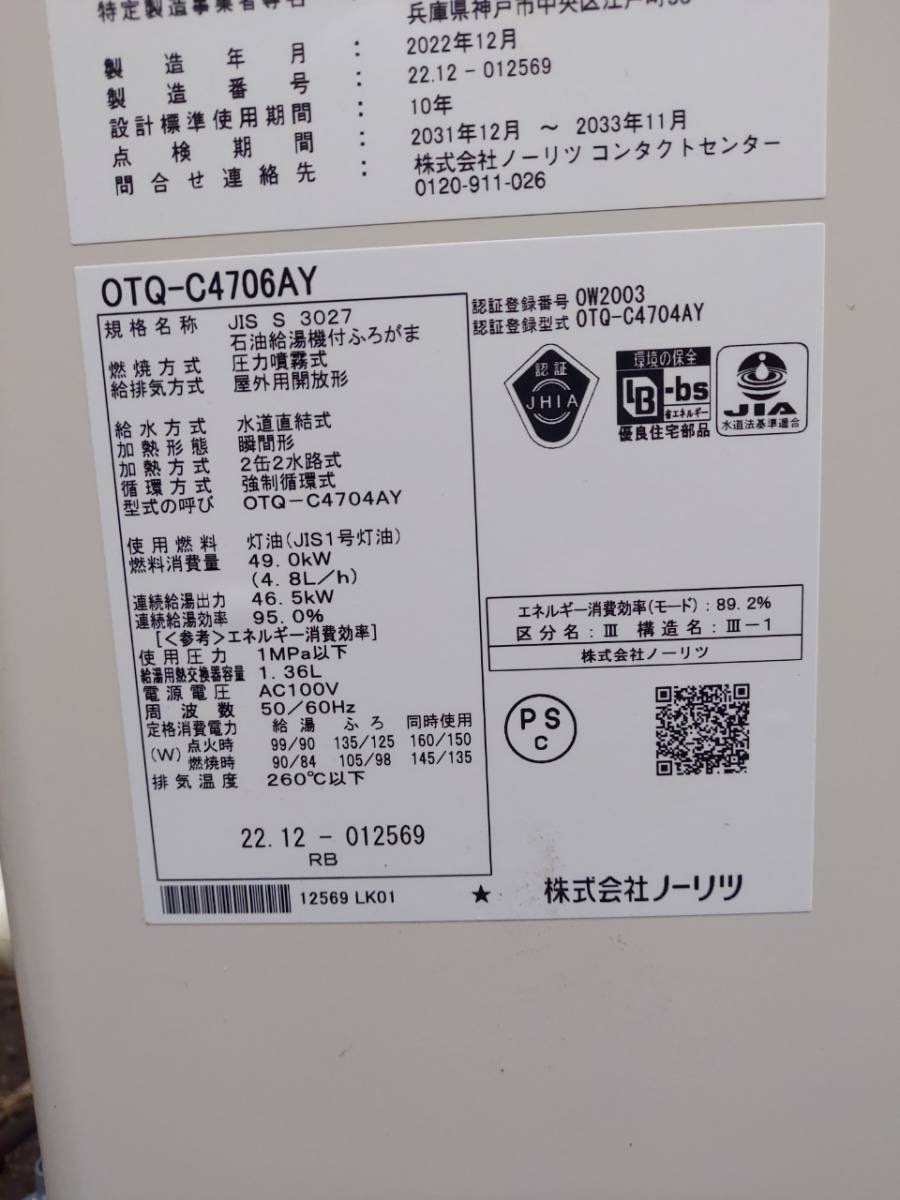 特定製造事業者等名 :
兵庫県神戸市中央区江戸町93
製造年月 : 2022年12月
製造番号 : 22.12-012569
設計標準使用期間 : 10年
点検期間 : 2031年12月 ~ 2033年11月
問合せ連絡先 : 株式会社ノーリツ コンタクトセンター
0120-911-026
OTQ-C4706AY
規格名称 JIS S 3027
石油給湯機付ふろがま
燃焼方式 圧力噴霧式
給排気方式 屋外用開放形
給水方式 水道直結式
加熱形態 瞬間形
加熱方式 2缶2水路式
循環方式 強制循環式
型式の呼び OTQ-C4704AY
使用燃料 灯油(JIS1号灯油)
燃料消費量 49.0kW
(4.8L/h)
連続給湯出力 46.5kW
連続給湯効率 95.0%
[<参考>エネルギー消費効率]
使用圧力 1MPa以下
給湯用熱交換器容量 1.36L
電源電圧 AC100V
周波数 50/60Hz
定格消費電力 給湯 ふろ 同時使用
(W) 点火時 99/90 135/125 160/150
燃焼時 90/84 105/98 145/135
排気温度 260℃以下
22.12-012569
RB
12569 LK01
認証登録番号 OW2003
認証登録型式 OTQ-C4704AY
認証
JHIA
環境の保全
BL-bs
省エネルギー
優良住宅部品
JIA
水道法基準適合
エネルギー消費効率(モード):89.2%
区分名:Ⅲ 構造名:Ⅲ-1
株式会社ノーリツ
PS
C
★ 株式会社ノーリツ